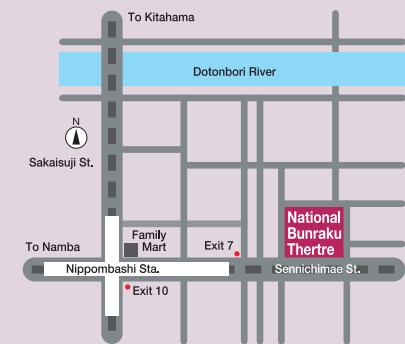 To Kitahama
Dotonbori River
N
Sakaisuji St.
National
Bunraku
Thertre
Family
Mart
Exit 7
To Namba
Nippombashi Sta.
Sennichimae St.
Exit 10